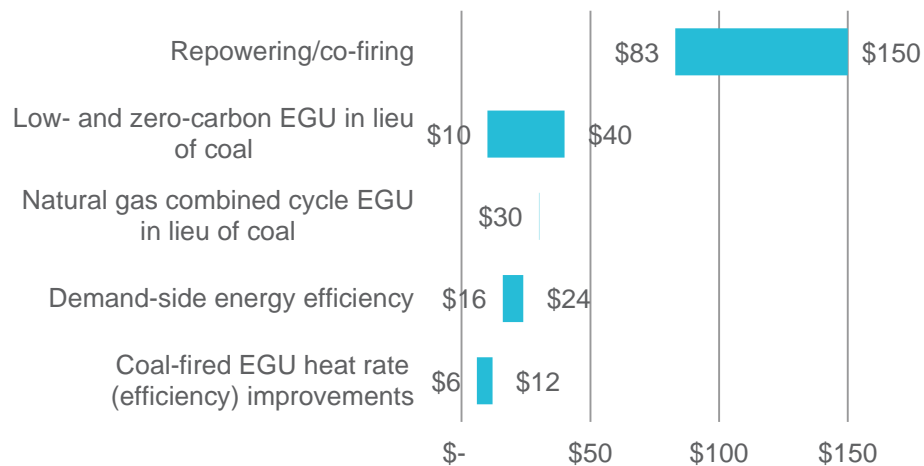 Repowering/co-firing
$83
$150
Low- and zero-carbon EGU in lieu
of coal
$10
$40
Natural gas combined cycle EGU
in lieu of coal
$30
Demand-side energy efficiency
$16
$24
Coal-fired EGU heat rate
(efficiency) improvements
$6
$12
$-
$50
$100
$150